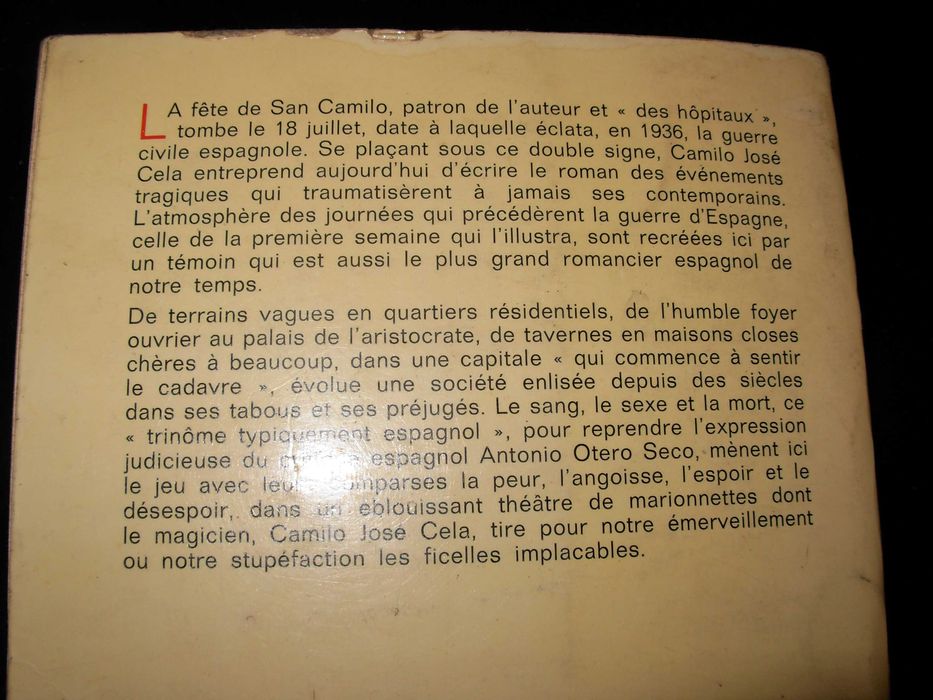 LA fête de San Camilo, patron de l'auteur et « des hôpitaux »,
tombe le 18 juillet, date à laquelle éclata, en 1936, la guerre
civile espagnole. Se plaçant sous ce double signe, Camilo José
Cela entreprend aujourd'hui d'écrire le roman des événements
tragiques qui traumatisèrent à jamais ses contemporains.
L'atmosphère des journées qui précédèrent la guerre d'Espagne,
celle de la première semaine qui l'illustra, sont recréées ici par
un témoin qui est aussi le plus grand romancier espagnol de
notre temps.
De terrains vagues en quartiers résidentiels, de l'humble foyer
ouvrier au palais de l'aristocrate, de tavernes en maisons closes
chères à beaucoup, dans une capitale « qui commence à sentir
le cadavre », évolue une société enlisée depuis des siècles
dans ses tabous et ses préjugés. Le sang, le sexe et la mort, ce
« trinôme typiquement espagnol », pour reprendre l'expression
judicieuse du espagnol Antonio Otero Seco, mènent ici
le jeu avec leurs comparses la peur, l'angoisse, l'espoir et le
désespoir, dans un éblouissant théâtre de marionnettes dont
le magicien, Camilo José Cela, tire pour notre émerveillement
ou notre stupéfaction les ficelles implacables.